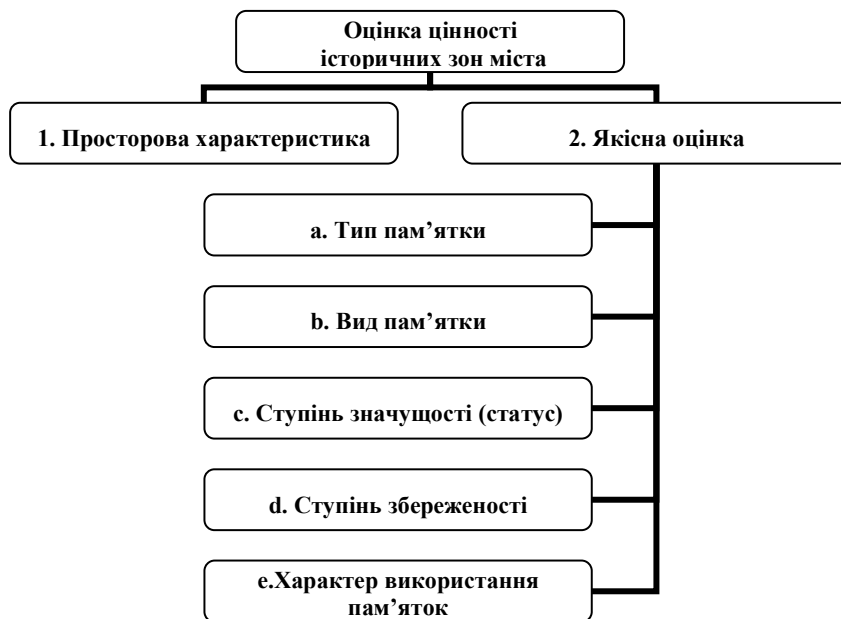 Оцінка цінності
історичних зон міста
1. Просторова характеристика
2. Якісна оцінка
a. Тип пам’ятки
b. Вид пам’ятки
c. Ступінь значущості (статус)
d. Ступінь збереженості
e.Характер використання
пам’яток